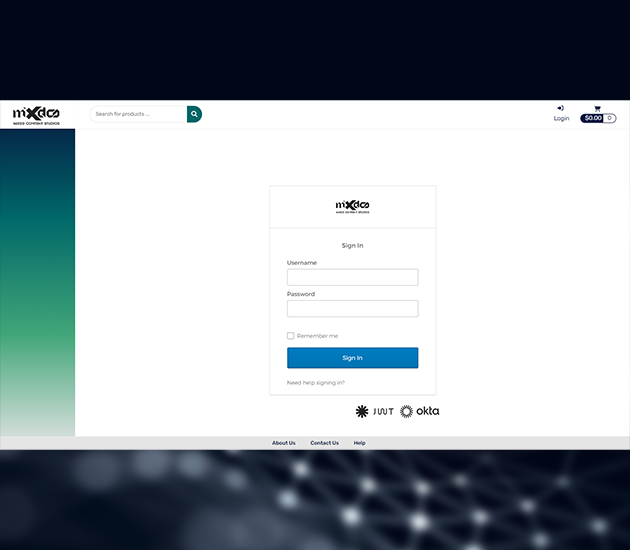 mixdco
MIXED CONTENT STUDIOS
Search for products ...
Login
$0.00 0
mixdco
MIXED CONTENT STUDIOS
Sign In
Username
Password
Remember me
Sign In
Need help signing in?
JWT okta
About Us Contact Us Help